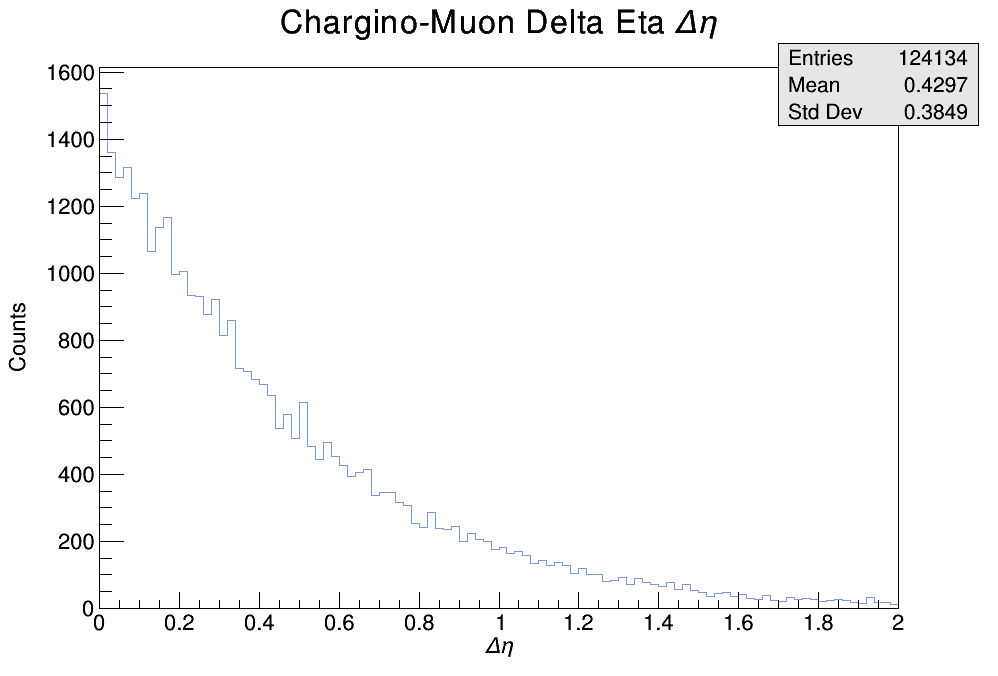 Chargino-Muon Delta Eta Δη
Entries 124134
Mean 0.4297
Std Dev 0.3849
1600
1400
1200
1000
800
600
400
200
0
Counts
0 0.2 0.4 0.6 0.8 1 1.2 1.4 1.6 1.8 2
Δη